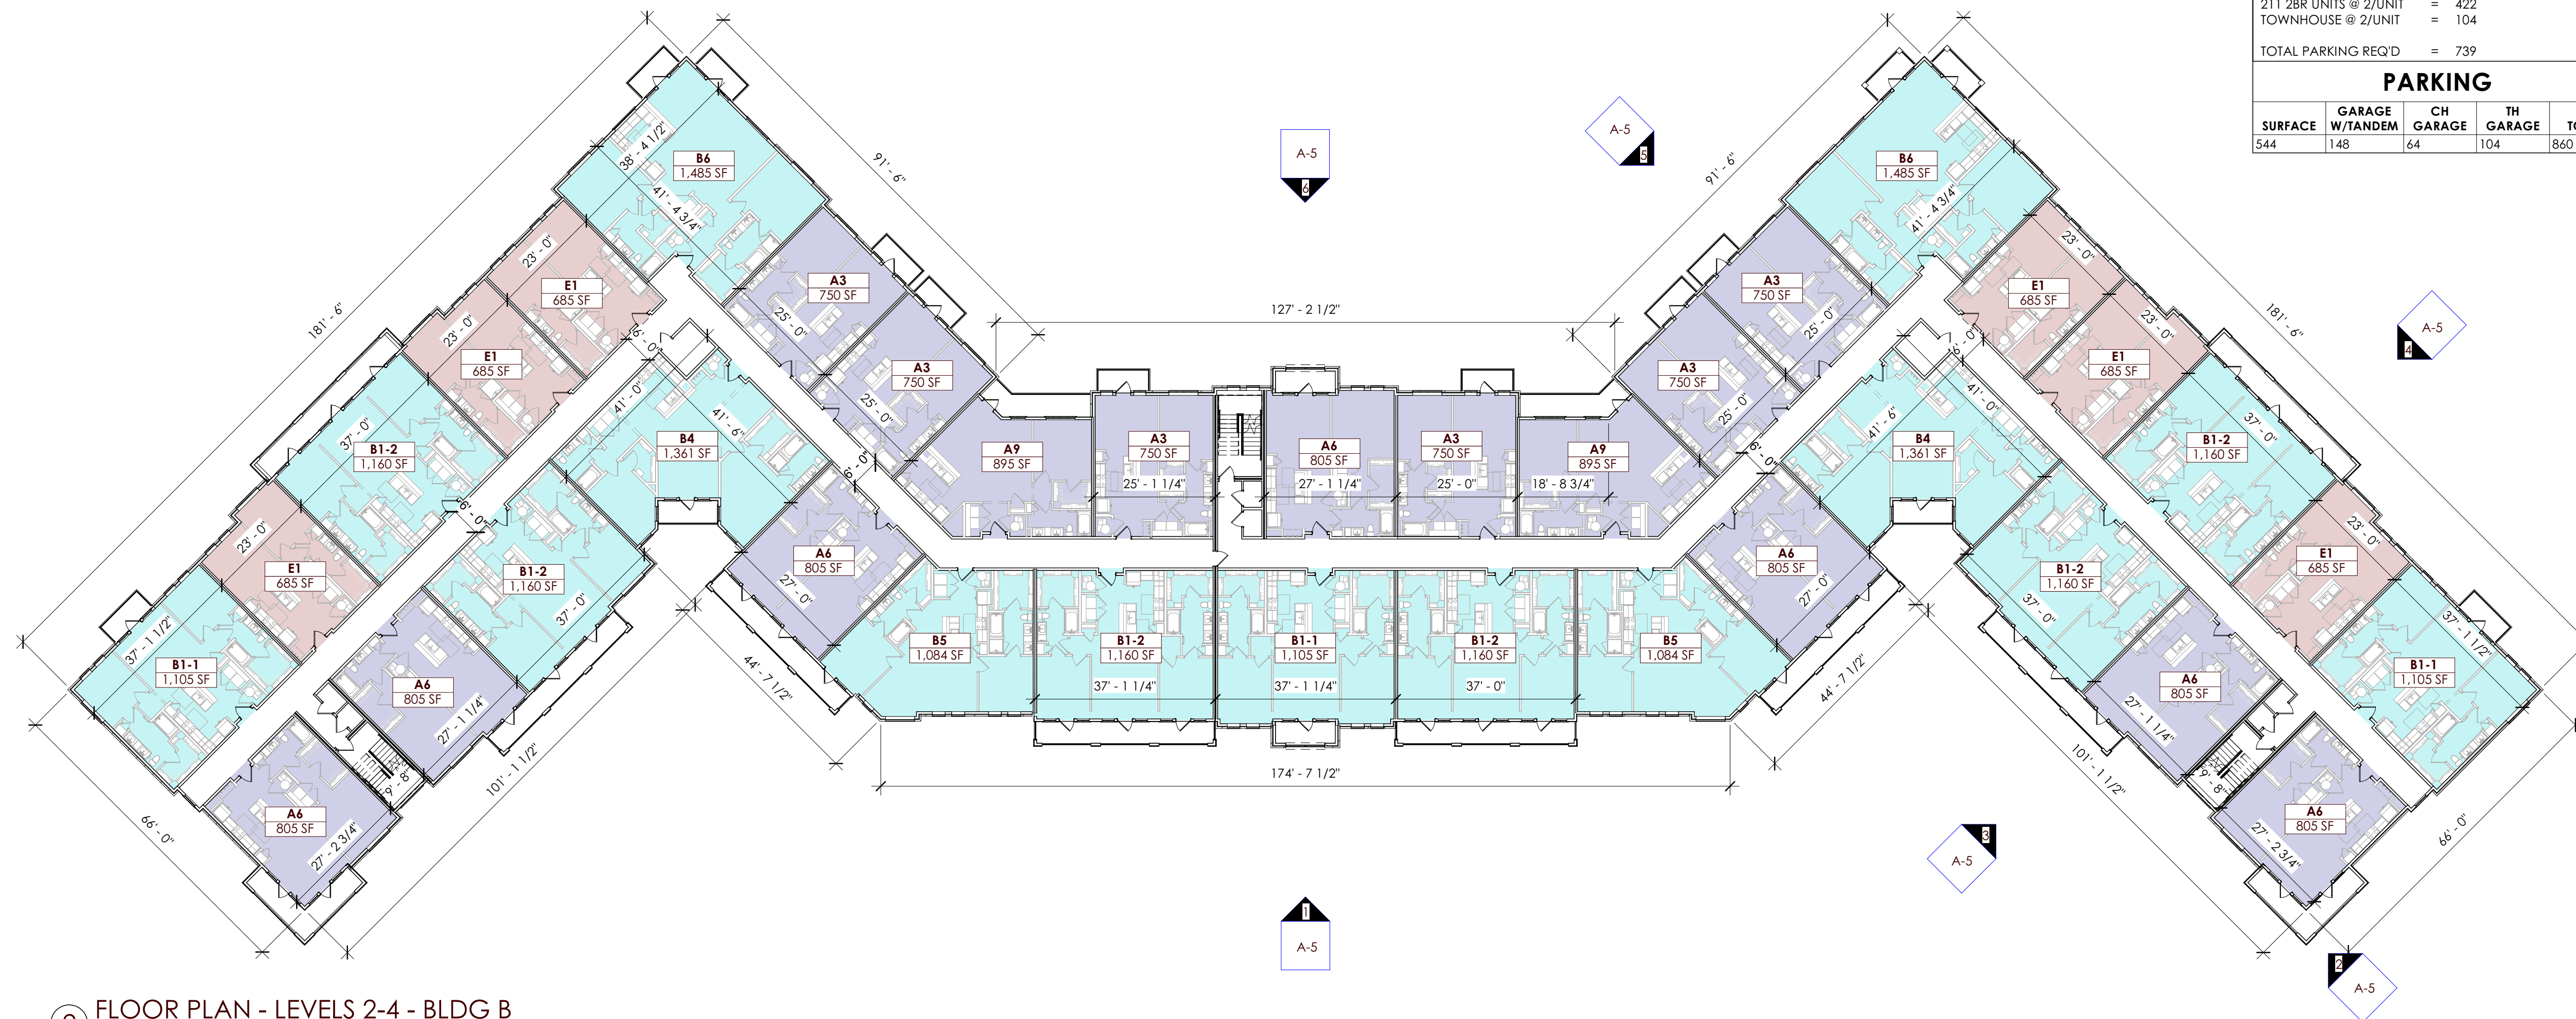 211 2BR UNITS @ 2/UNIT = 422
TOWNHOUSE @ 2/UNIT = 104
TOTAL PARKING REQ'D = 739
PARKING
SURFACE
GARAGE W/TANDEM
CH GARAGE
TH GARAGE
544 148 64 104 860
A-5
6
A-5
5
A-5
4
A-5
3
A-5
1
A-5
2
181' - 6"
91' - 6"
127' - 2 1/2"
91' - 6"
181' - 6"
B6
1,485 SF
38' - 4 1/2"
41' - 4 3/4"
E1
685 SF
23' - 0"
E1
685 SF
23' - 0"
B1-2
1,160 SF
37' - 0"
E1
685 SF
23' - 0"
B1-1
1,105 SF
37' - 1 1/2"
66' - 0"
A6
805 SF
27' - 2 3/4"
9' - 8"
A6
805 SF
27' - 1 1/4"
101' - 1 1/2"
B1-2
1,160 SF
37' - 0"
6' - 0"
6' - 0"
B4
1,361 SF
41' - 0"
41' - 6"
6' - 0"
A3
750 SF
25' - 0"
A3
750 SF
25' - 0"
A6
805 SF
27' - 0"
44' - 7 1/2"
A9
895 SF
A3
750 SF
25' - 1 1/4"
A6
805 SF
27' - 1 1/4"
A3
750 SF
25' - 0"
A9
895 SF
18' - 8 3/4"
B5
1,084 SF
B1-2
1,160 SF
37' - 1 1/4"
B1-1
1,105 SF
37' - 1 1/4"
B1-2
1,160 SF
37' - 0"
B5
1,084 SF
174' - 7 1/2"
B6
1,485 SF
41' - 4 3/4"
A3
750 SF
25' - 0"
A3
750 SF
25' - 0"
6' - 0"
6' - 0"
E1
685 SF
23' - 0"
E1
685 SF
23' - 0"
B1-2
1,160 SF
37' - 0"
E1
685 SF
23' - 0"
B1-1
1,105 SF
37' - 1 1/2"
B4
1,361 SF
41' - 6"
41' - 0"
A6
805 SF
27' - 0"
44' - 7 1/2"
B1-2
1,160 SF
37' - 0"
A6
805 SF
27' - 1 1/4"
9' - 8"
A6
805 SF
27' - 2 3/4"
101' - 1 1/2"
66' - 0"
FLOOR PLAN - LEVELS 2-4 - BLDG B